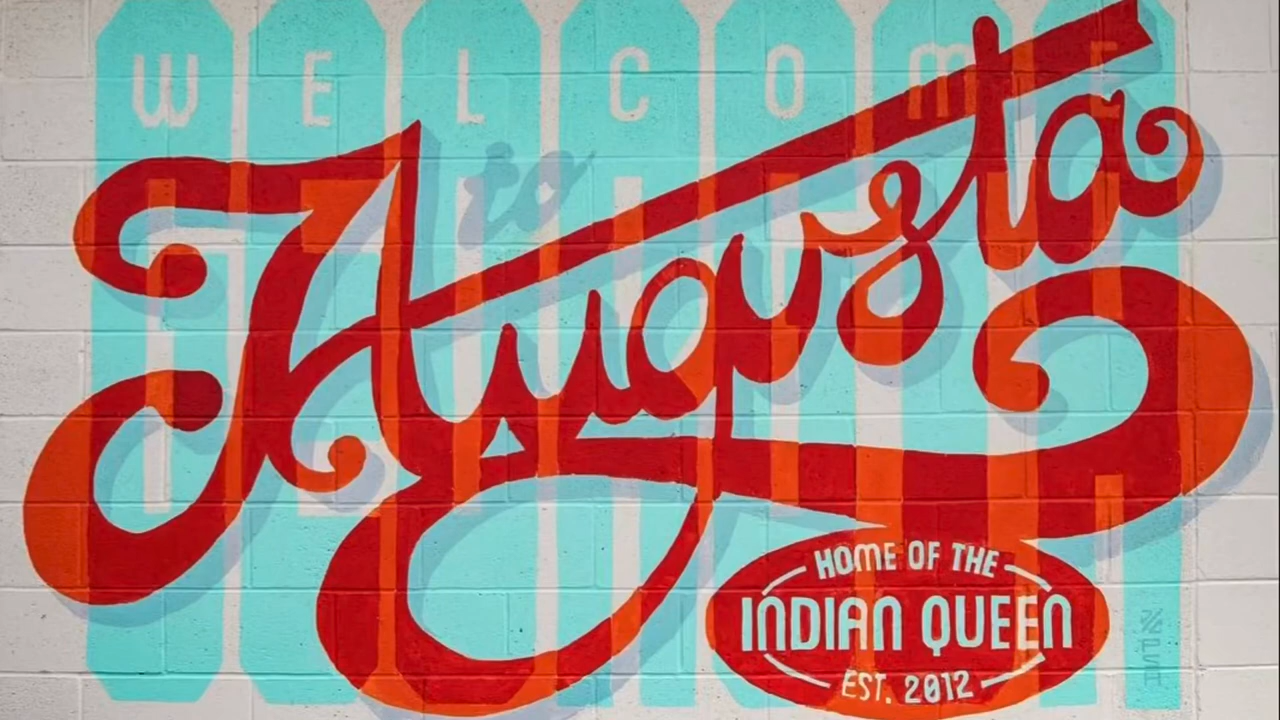 WELCOME
to
Augusta
HOME OF THE
INDIAN QUEEN
EST. 2012